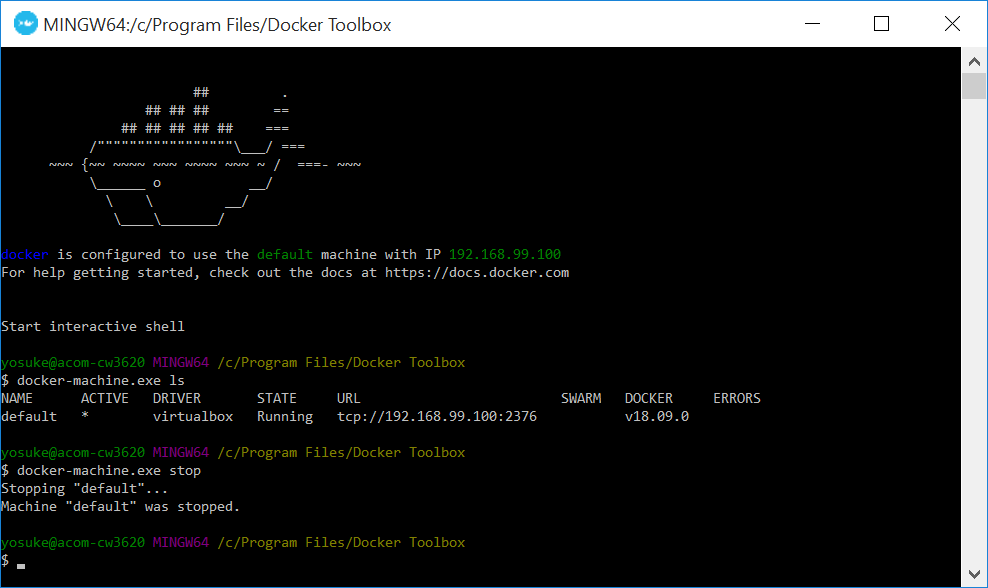 MINGW64:/c/Program Files/Docker Toolbox
                        ##         .
                  ## ## ##        ==
               ## ## ## ## ##    ===
           /"""""""""""""""""\___/ ===
      ~~~ {~~ ~~~~ ~~~ ~~~~ ~~~ ~ /  ===- ~~~
           \______ o           __/
             \    \         __/
              \____\_______/
docker is configured to use the default machine with IP 192.168.99.100
For help getting started, check out the docs at https://docs.docker.com
Start interactive shell
yosuke@acom-cw3620 MINGW64 /c/Program Files/Docker Toolbox
$ docker-machine.exe ls
NAME      ACTIVE   DRIVER       STATE     URL                         SWARM   DOCKER     ERRORS
default   *        virtualbox   Running   tcp://192.168.99.100:2376           v18.09.0
yosuke@acom-cw3620 MINGW64 /c/Program Files/Docker Toolbox
$ docker-machine.exe stop
Stopping "default"...
Machine "default" was stopped.
yosuke@acom-cw3620 MINGW64 /c/Program Files/Docker Toolbox
$